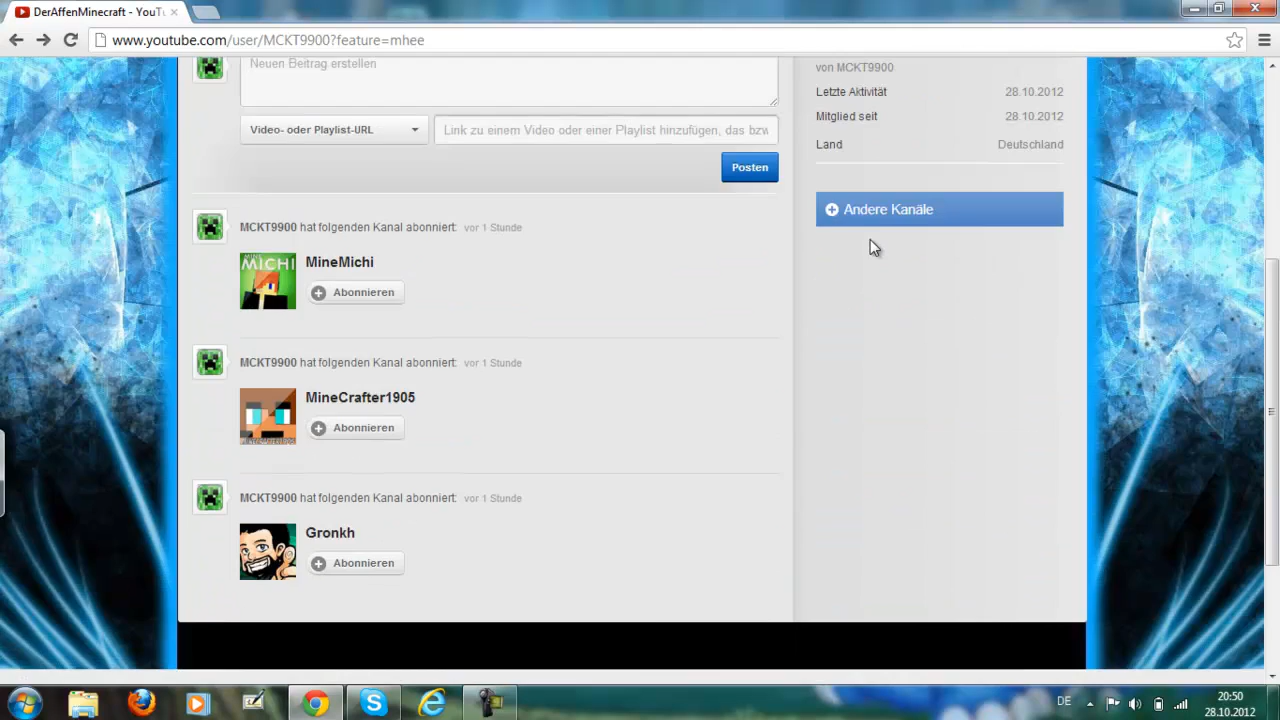 DerAffenMinecraft - YouTu
www.youtube.com/user/MCKT9900?feature=mhee
Neuen Beitrag erstellen
Video- oder Playlist-URL
Link zu einem Video oder einer Playlist hinzufügen, das bzw
Posten
von MCKT9900
Letzte Aktivität 28.10.2012
Mitglied seit 28.10.2012
Land Deutschland
Andere Kanäle
MCKT9900 hat folgenden Kanal abonniert: vor 1 Stunde
MICHI
MineMichi
Abonnieren
MCKT9900 hat folgenden Kanal abonniert: vor 1 Stunde
MineCrafter1905
Abonnieren
MCKT9900 hat folgenden Kanal abonniert: vor 1 Stunde
Gronkh
Abonnieren
DE
20:50
28.10.2012